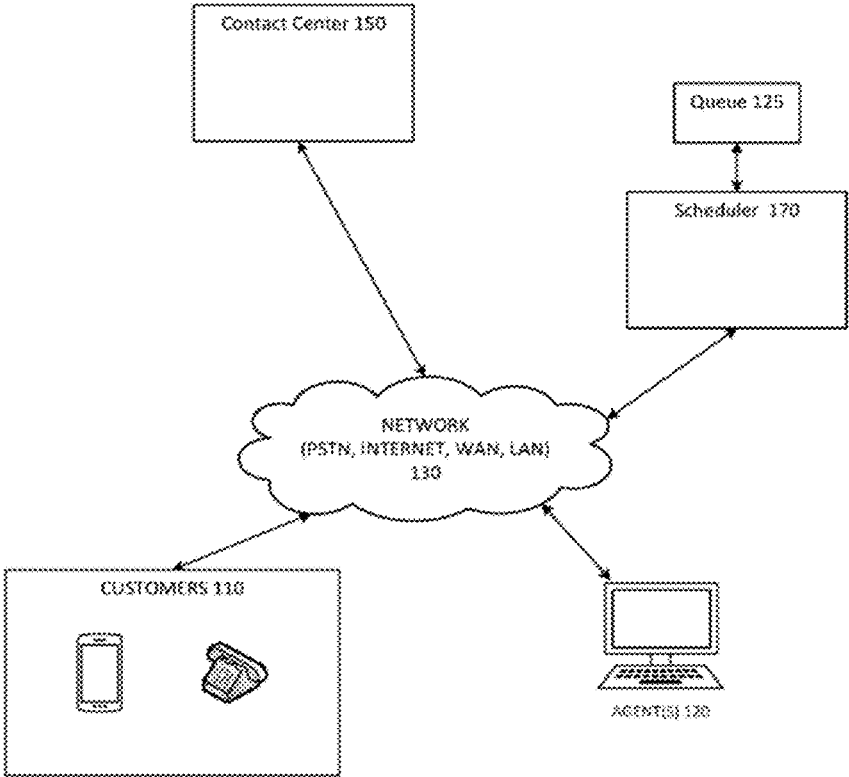 Contact Center 150
Queue 125
Scheduler 170
NETWORK
(PSTN, INTERNET, WAN, LAN)
130
CUSTOMERS 110
AGENT(S) 120